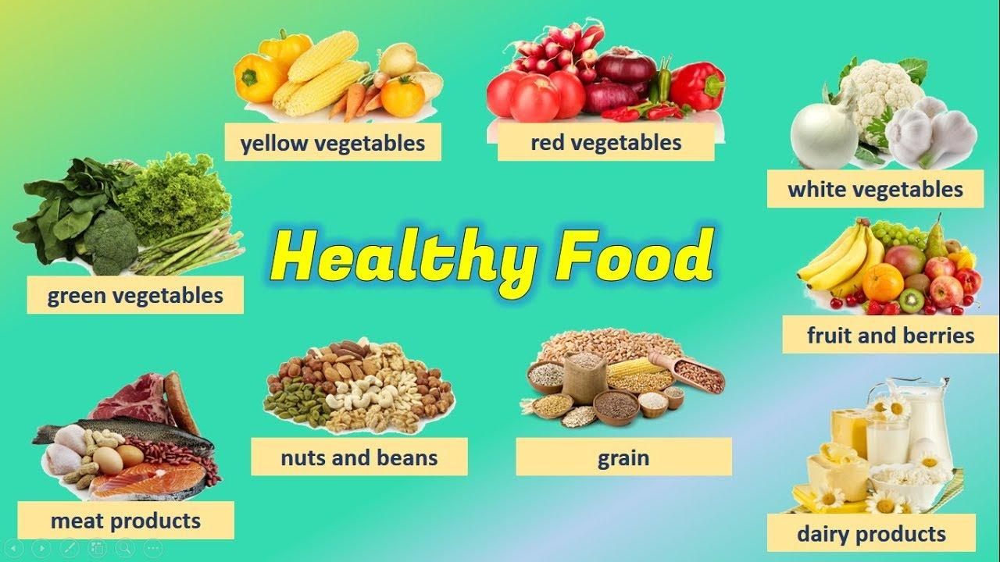 yellow vegetables
red vegetables
white vegetables
green vegetables
Healthy Food
fruit and berries
nuts and beans
grain
meat products
dairy products